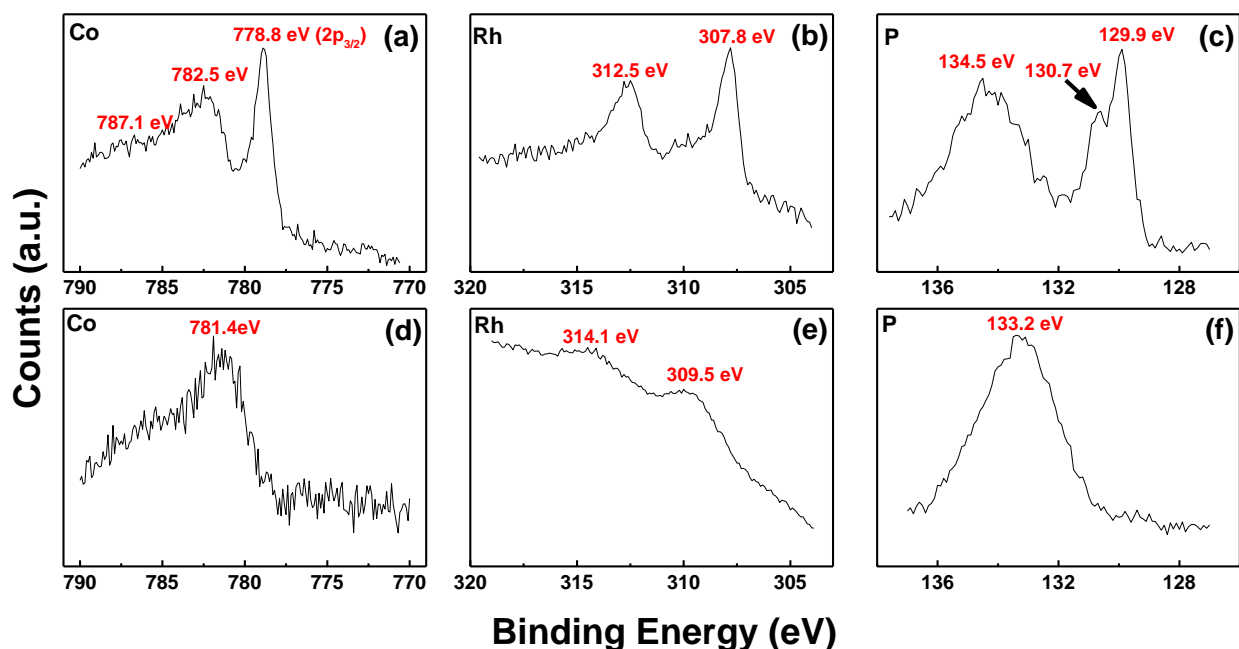 Counts (a.u.)
Co
778.8 eV (2p3/2)
(a)
782.5 eV
787.1 eV
790 785 780 775 770
Rh
307.8 eV
(b)
312.5 eV
320 315 310 305
P
129.9 eV
(c)
134.5 eV
130.7 eV
136 132 128
Co
781.4eV
(d)
790 785 780 775 770
Rh
314.1 eV
(e)
309.5 eV
320 315 310 305
P
133.2 eV
(f)
136 132 128
Binding Energy (eV)